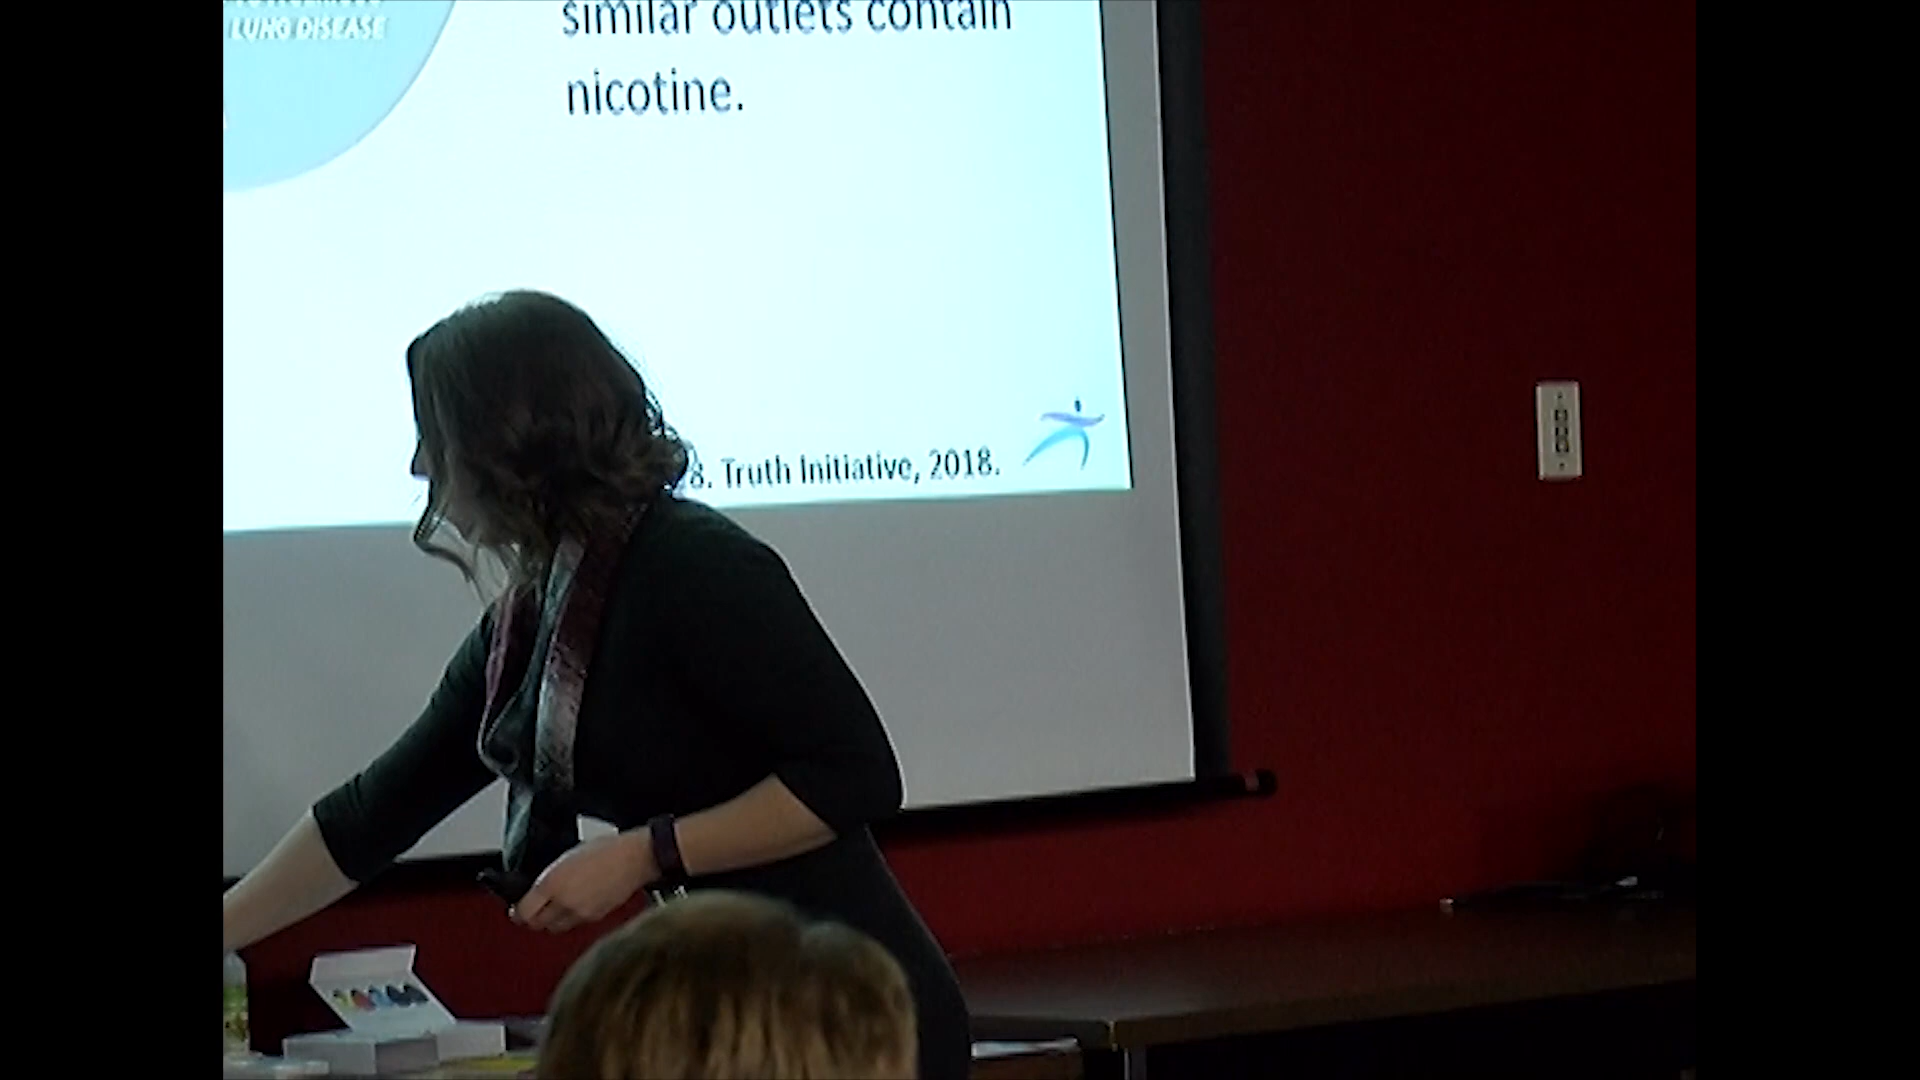 LUNG DISEASE
similar outlets contain
nicotine.
8. Truth Initiative, 2018.